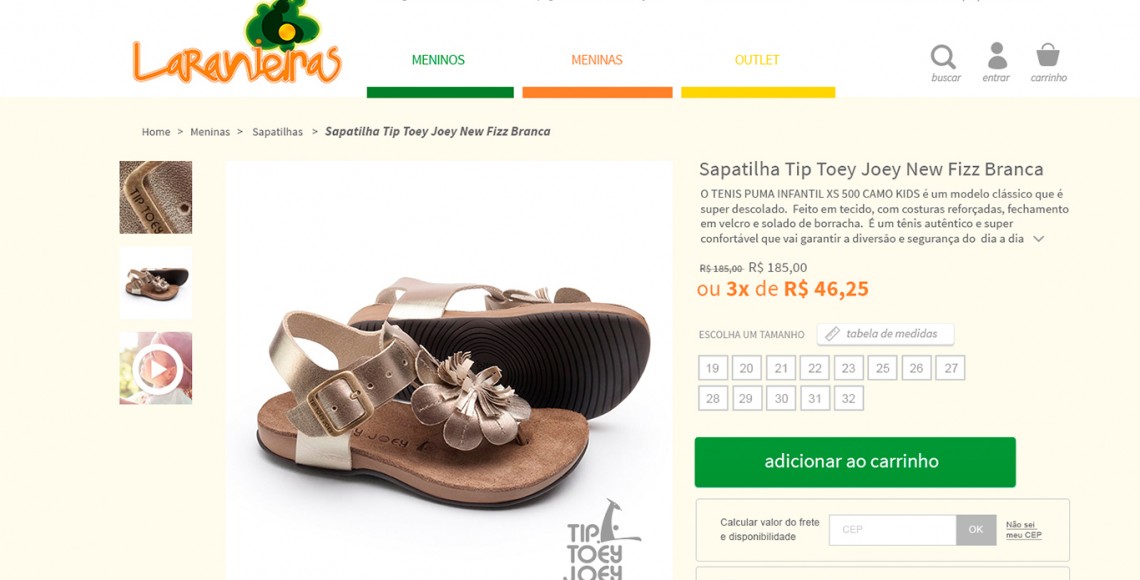 LARANJEIRAS
MENINOS
MENINAS
OUTLET
buscar
entrar
carrinho
Home > Meninas > Sapatilhas > Sapatilha Tip Toey Joey New Fizz Branca
TIP TOEY
Sapatilha Tip Toey Joey New Fizz Branca
O TENIS PUMA INFANTIL XS 500 CAMO KIDS é um modelo clássico que é
super descolado. Feito em tecido, com costuras reforçadas, fechamento
em velcro e solado de borracha. É um tênis autêntico e super
confortável que vai garantir a diversão e segurança do dia a dia
R$ 185,00 R$ 185,00
ou 3x de R$ 46,25
ESCOLHA UM TAMANHO
tabela de medidas
19 20 21 22 23 25 26 27
28 29 30 31 32
adicionar ao carrinho
Calcular valor do frete
e disponibilidade
CEP
OK
Não sei
meu CEP
JOEY
TIP
TOEY
JOEY